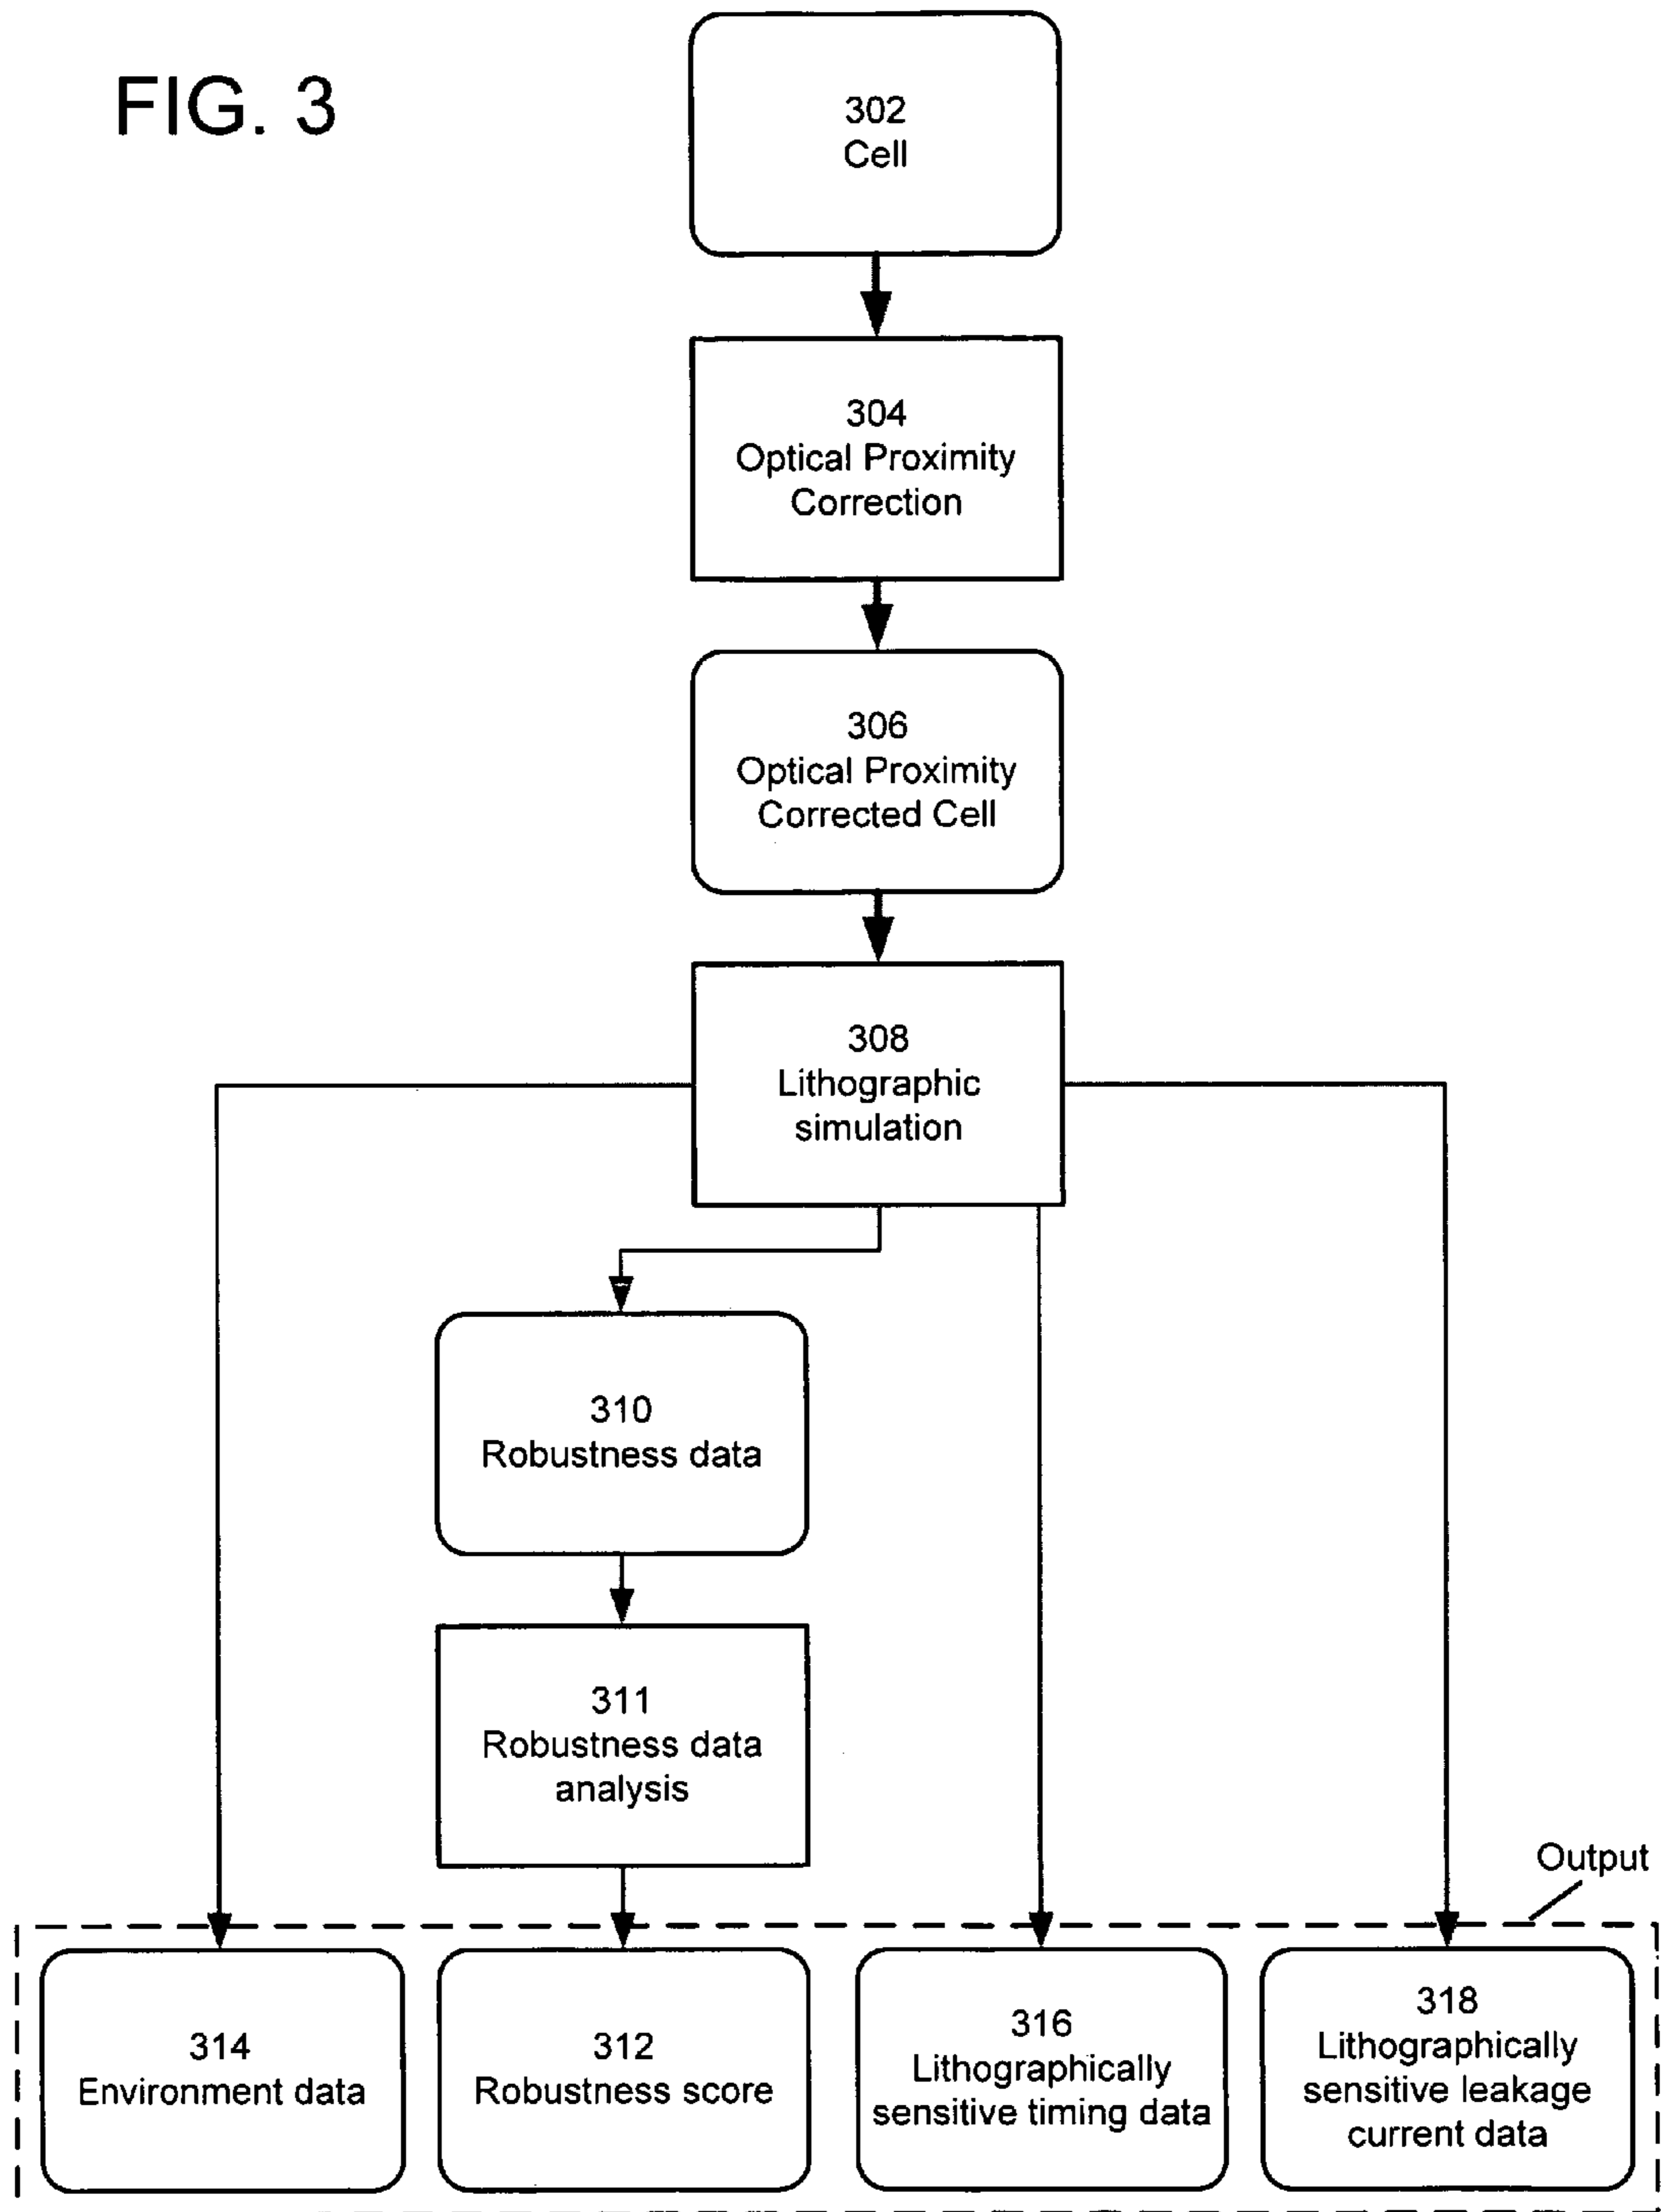 FIG. 3
302
Cell
304
Optical Proximity
Correction
306
Optical Proximity
Corrected Cell
308
Lithographic
simulation
310
Robustness data
311
Robustness data
analysis
Output
314
Environment data
312
Robustness score
316
Lithographically
sensitive timing data
318
Lithographically
sensitive leakage
current data